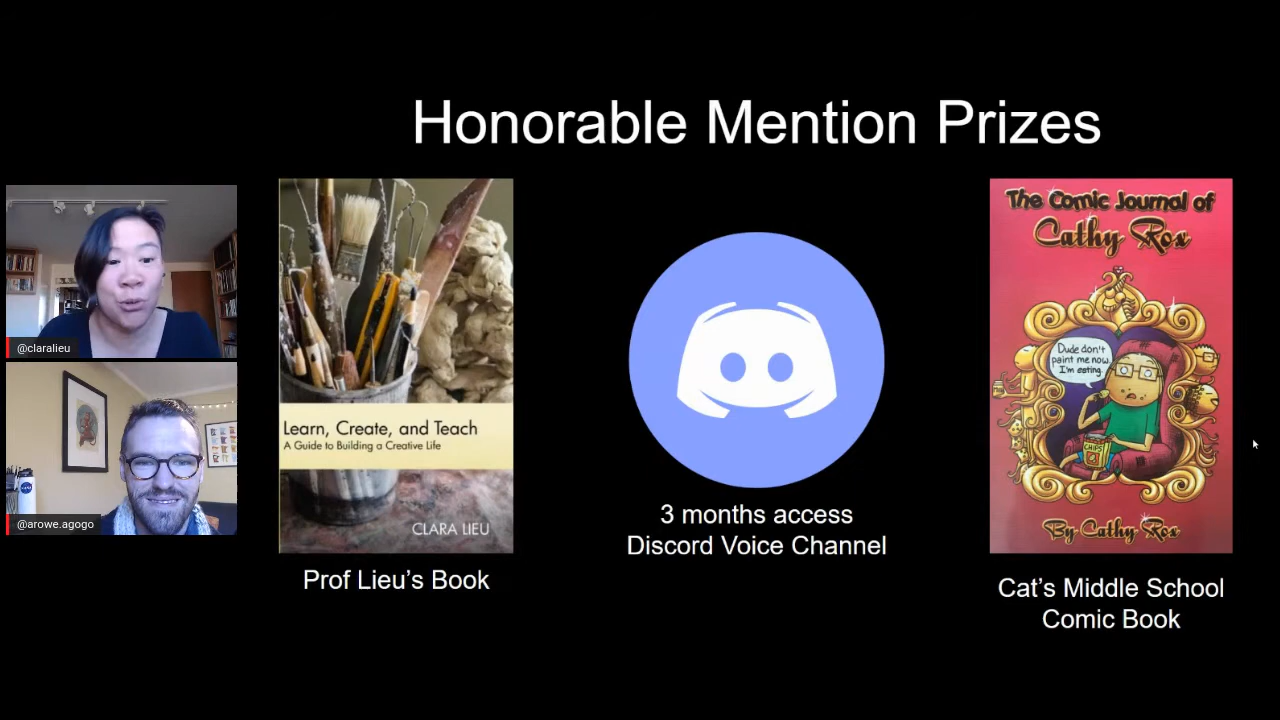 Honorable Mention Prizes
@claralieu
@arowe.agogo
Learn, Create, and Teach
A Guide to Building a Creative Life
CLARA LIEU
Prof Lieu's Book
3 months access
Discord Voice Channel
The Comic Journal of
Cathy Rox
Dude don't
paint me now
I'm eating.
CHIPS
By Cathy Rox
Cat's Middle School
Comic Book